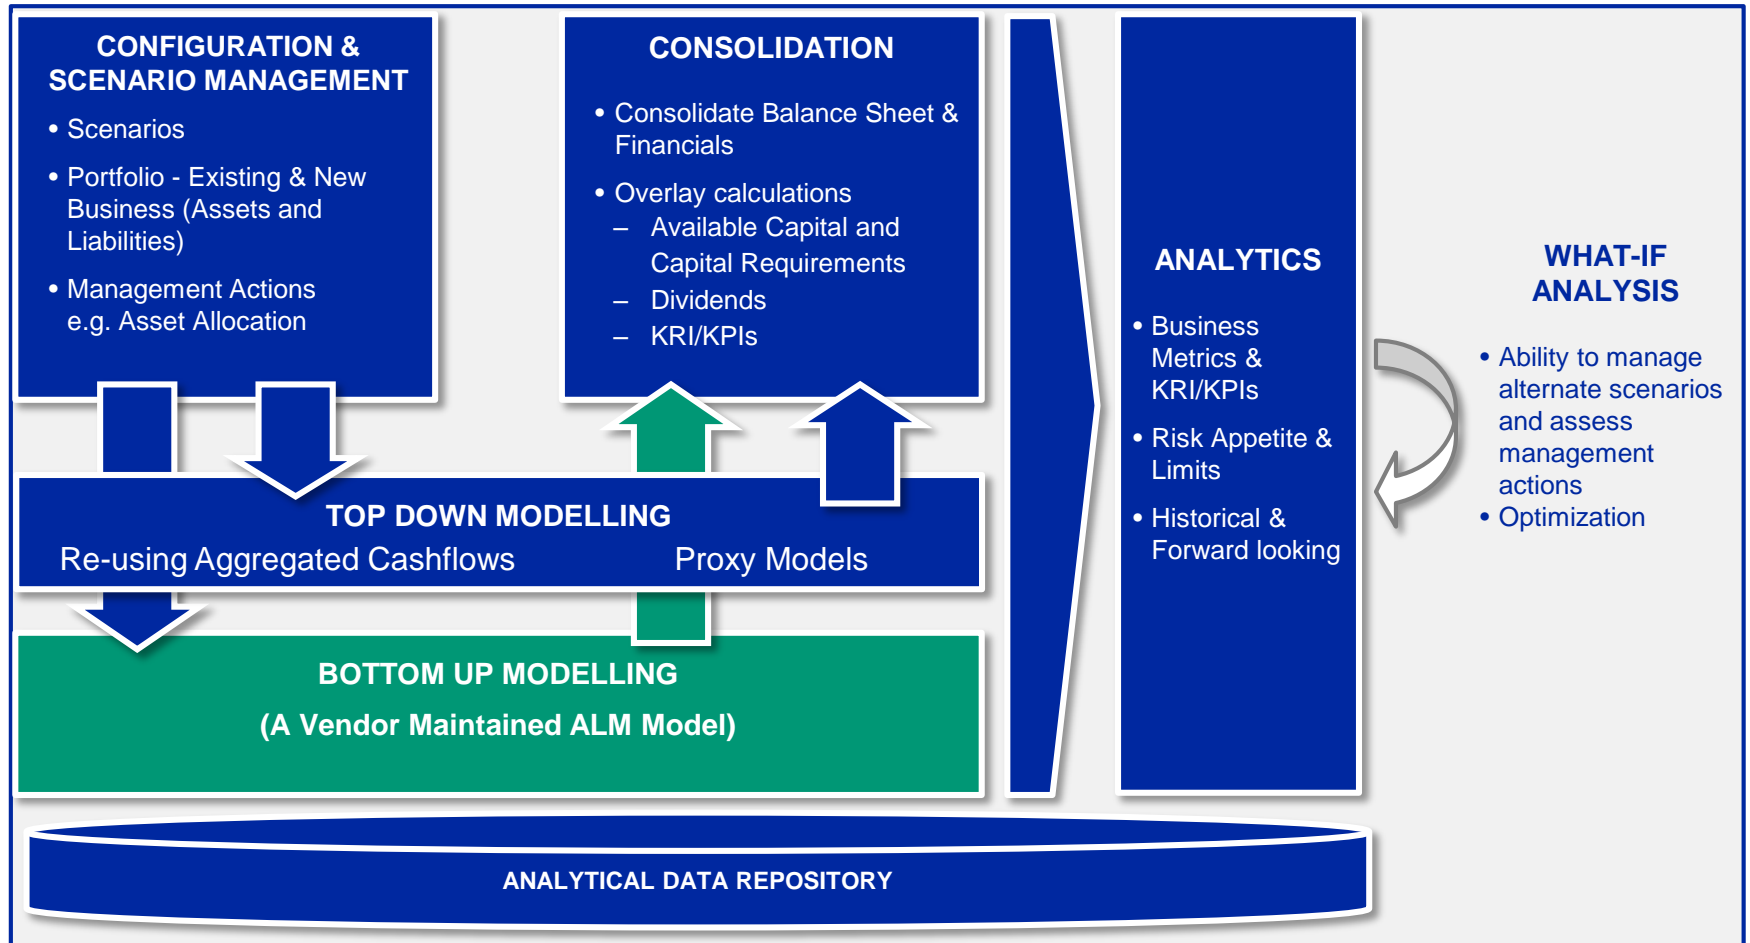 CONFIGURATION &
SCENARIO MANAGEMENT
• Scenarios
• Portfolio - Existing & New
Business (Assets and
Liabilities)
• Management Actions
e.g. Asset Allocation
CONSOLIDATION
• Consolidate Balance Sheet &
Financials
• Overlay calculations
– Available Capital and
Capital Requirements
– Dividends
– KRI/KPIs
TOP DOWN MODELLING
Re-using Aggregated Cashflows Proxy Models
BOTTOM UP MODELLING
(A Vendor Maintained ALM Model)
ANALYTICS
• Business
Metrics &
KRI/KPIs
• Risk Appetite &
Limits
• Historical &
Forward looking
WHAT-IF
ANALYSIS
• Ability to manage
alternate scenarios
and assess
management
actions
• Optimization
ANALYTICAL DATA REPOSITORY